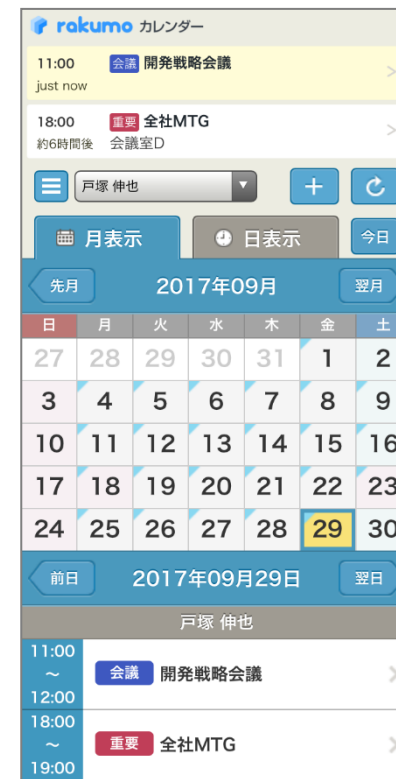 rakumo カレンダー
11:00 会議 開発戦略会議
just now
18:00 重要 全社MTG
約6時間後 会議室D
戸塚 伸也
月表示 日表示 今日
先月 2017年09月 翌月
日 月 火 水 木 金 土
27 28 29 30 31 1 2
3 4 5 6 7 8 9
10 11 12 13 14 15 16
17 18 19 20 21 22 23
24 25 26 27 28 29 30
前日 2017年09月29日 翌日
戸塚 伸也
11:00
～ 会議 開発戦略会議
12:00
18:00
～ 重要 全社MTG
19:00